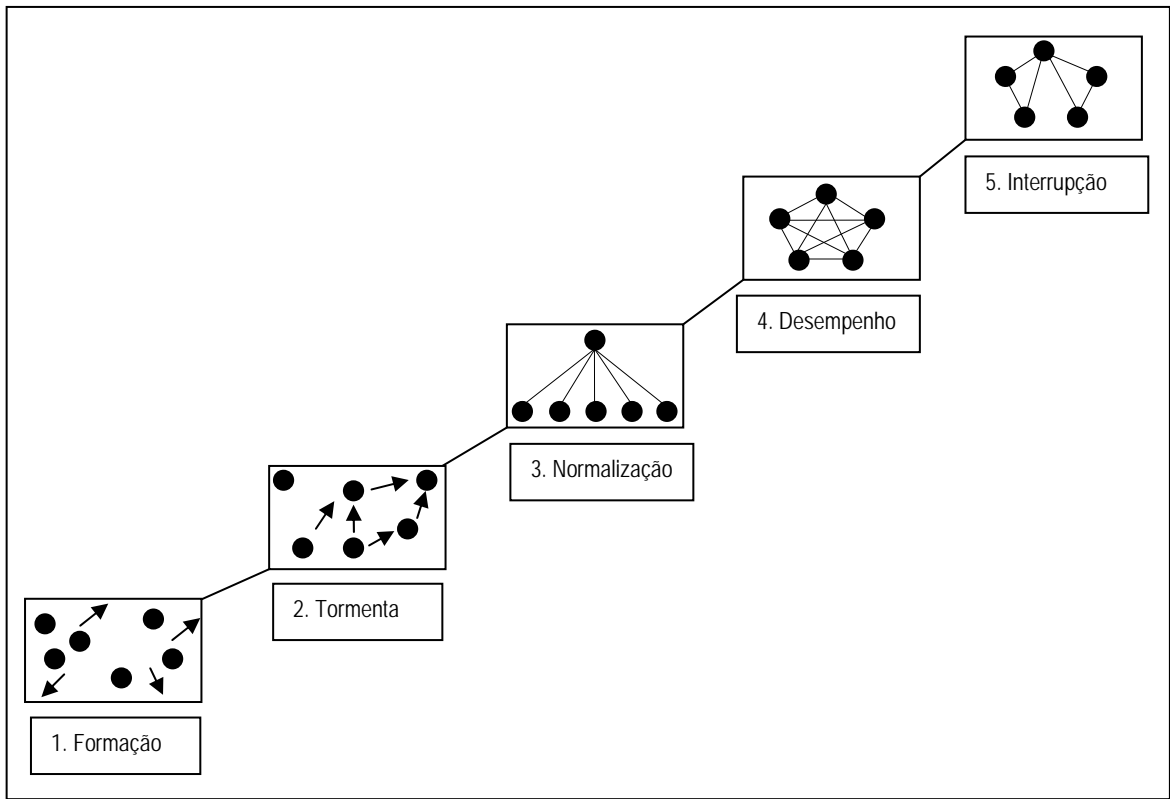 5. Interrupção
4. Desempenho
3. Normalização
2. Tormenta
1. Formação